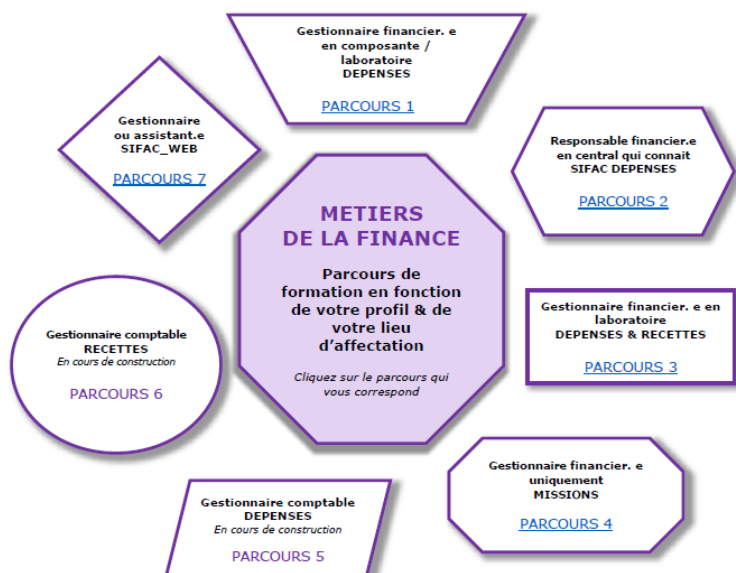 Gestionnaire financier. e
en composante /
laboratoire
DEPENSES
PARCOURS 1
Gestionnaire
ou assistant.e
SIFAC_WEB
PARCOURS 7
Responsable financier.e
en central qui connait
SIFAC DEPENSES
PARCOURS 2
METIERS
DE LA FINANCE
Parcours de
formation en fonction
de votre profil & de
votre lieu
d'affectation
Cliquez sur le parcours qui
vous correspond
Gestionnaire financier. e en
laboratoire
DEPENSES & RECETTES
PARCOURS 3
Gestionnaire comptable
RECETTES
En cours de construction
PARCOURS 6
Gestionnaire financier. e
uniquement
MISSIONS
PARCOURS 4
Gestionnaire comptable
DEPENSES
En cours de construction
PARCOURS 5